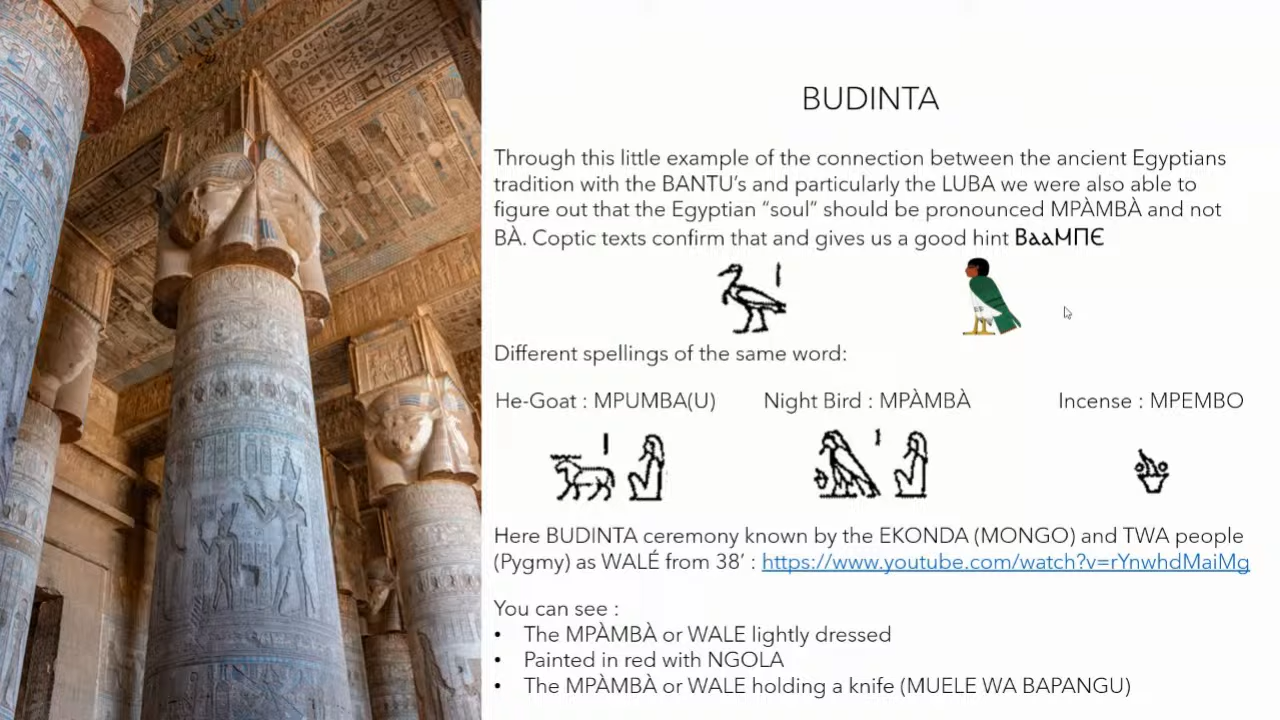 BUDINTA
Through this little example of the connection between the ancient Egyptians
tradition with the BANTU’s and particularly the LUBA we were also able to
figure out that the Egyptian “soul” should be pronounced MPÀMBÀ and not
BÀ. Coptic texts confirm that and gives us a good hint ⲂⲁⲁⲘⲠⲈ
Different spellings of the same word:
He-Goat : MPUMBA(U) Night Bird : MPÀMBÀ Incense : MPEMBO
Here BUDINTA ceremony known by the EKONDA (MONGO) and TWA people
(Pygmy) as WALÉ from 38’ : https://www.youtube.com/watch?v=rYnwhdMaiMg
You can see :
• The MPÀMBÀ or WALE lightly dressed
• Painted in red with NGOLA
• The MPÀMBÀ or WALE holding a knife (MUELE WA BAPANGU)